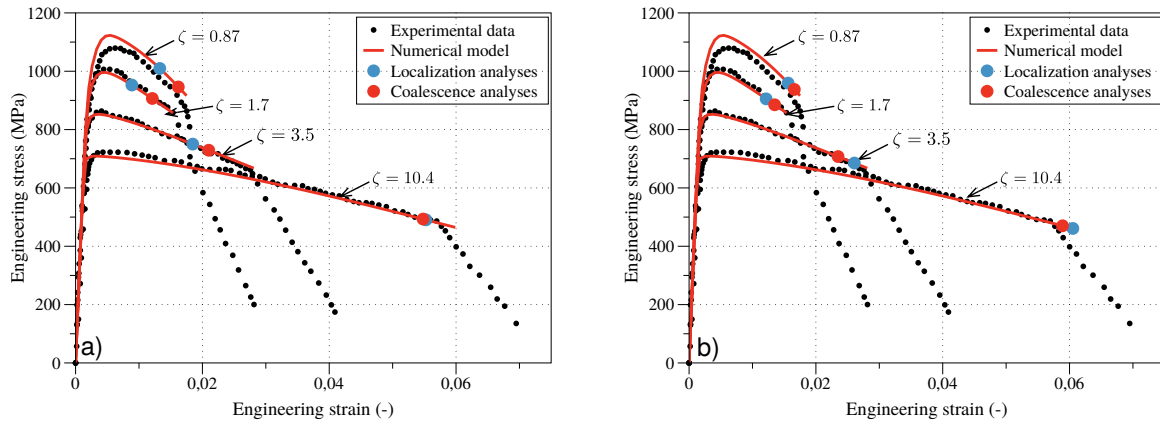 1200
1000
800
600
400
200
0
Engineering stress (MPa)
0
0,02
0,04
0,06
Engineering strain (-)
Experimental data
Numerical model
Localization analyses
Coalescence analyses
ζ = 0.87
ζ = 1.7
ζ = 3.5
ζ = 10.4
a)
1200
1000
800
600
400
200
0
Engineering stress (MPa)
0
0,02
0,04
0,06
Engineering strain (-)
Experimental data
Numerical model
Localization analyses
Coalescence analyses
ζ = 0.87
ζ = 1.7
ζ = 3.5
ζ = 10.4
b)